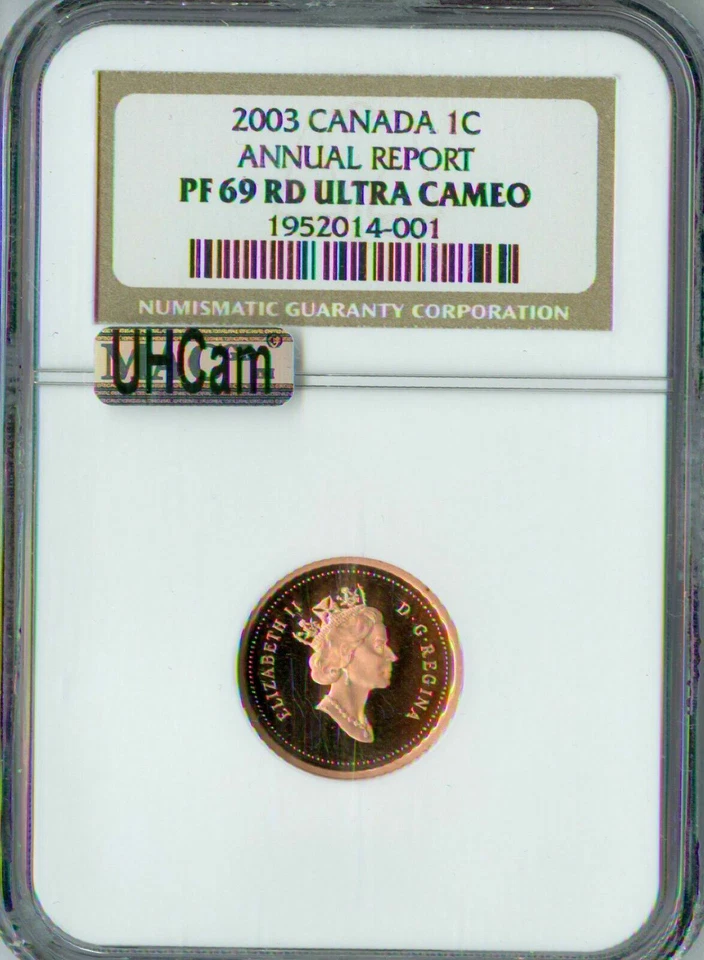 2003 CANADA 1C
ANNUAL REPORT
PF 69 RD ULTRA CAMEO
1952014-001
NUMISMATIC GUARANTY CORPORATION
UHCam©
ELIZABETH II D·G·REGINA